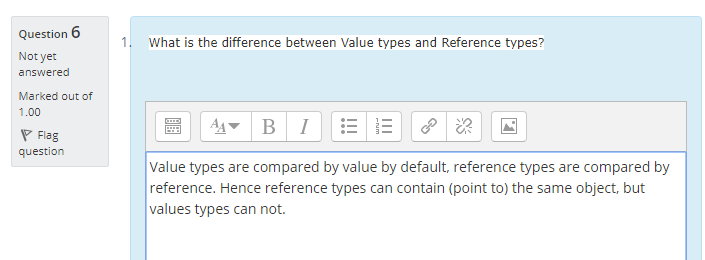 Question 6
Not yet
answered
Marked out of
1.00
Flag
question
1. What is the difference between Value types and Reference types?
Value types are compared by value by default, reference types are compared by
reference. Hence reference types can contain (point to) the same object, but
values types can not.